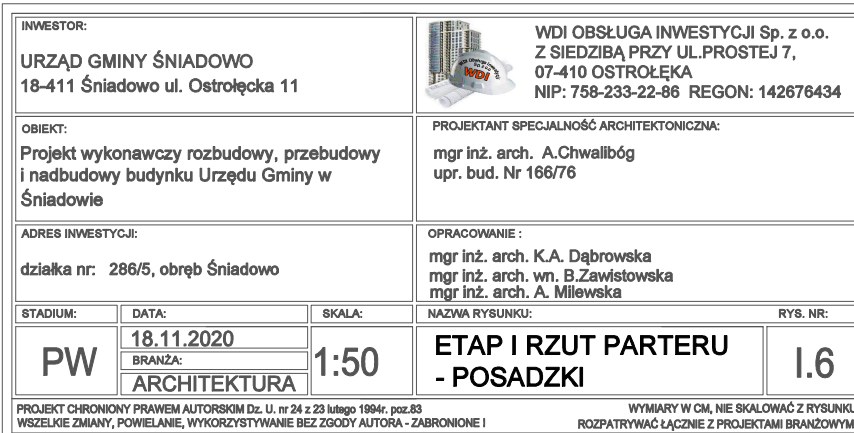 INWESTOR:
URZĄD GMINY ŚNIADOWO
18-411 Śniadowo ul. Ostrołęcka 11
WDI Obsługa Inwestycji
Sp. z o.o.
WDI
WDI OBSŁUGA INWESTYCJI Sp. z o.o.
Z SIEDZIBĄ PRZY UL.PROSTEJ 7,
07-410 OSTROŁĘKA
NIP: 758-233-22-86 REGON: 142676434
OBIEKT:
Projekt wykonawczy rozbudowy, przebudowy
i nadbudowy budynku Urzędu Gminy w
Śniadowie
PROJEKTANT SPECJALNOŚĆ ARCHITEKTONICZNA:
mgr inż. arch. A.Chwalibóg
upr. bud. Nr 166/76
ADRES INWESTYCJI:
działka nr: 286/5, obręb Śniadowo
OPRACOWANIE :
mgr inż. arch. K.A. Dąbrowska
mgr inż. arch. wn. B.Zawistowska
mgr inż. arch. A. Milewska
STADIUM:
PW
DATA:
18.11.2020
BRANŻA:
ARCHITEKTURA
SKALA:
1:50
NAZWA RYSUNKU:
ETAP I RZUT PARTERU
- POSADZKI
RYS. NR:
I.6
PROJEKT CHRONIONY PRAWEM AUTORSKIM Dz. U. nr 24 z 23 lutego 1994r. poz.83
WSZELKIE ZMIANY, POWIELANIE, WYKORZYSTYWANIE BEZ ZGODY AUTORA - ZABRONIONE !
WYMIARY W CM, NIE SKALOWAĆ Z RYSUNKU
ROZPATRYWAĆ ŁĄCZNIE Z PROJEKTAMI BRANŻOWYM